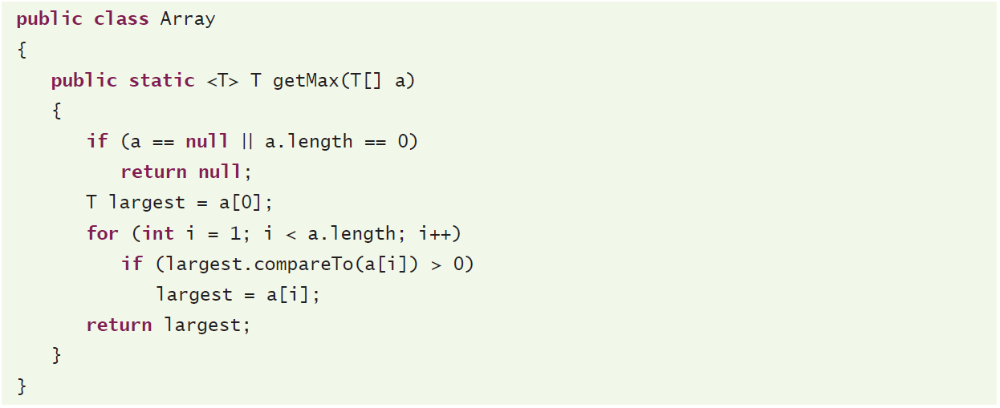 public class Array
{
public static <T> T getMax(T[] a)
{
if (a == null || a.length == 0)
return null;
T largest = a[0];
for (int i = 1; i < a.length; i++)
if (largest.compareTo(a[i]) > 0)
largest = a[i];
return largest;
}
}